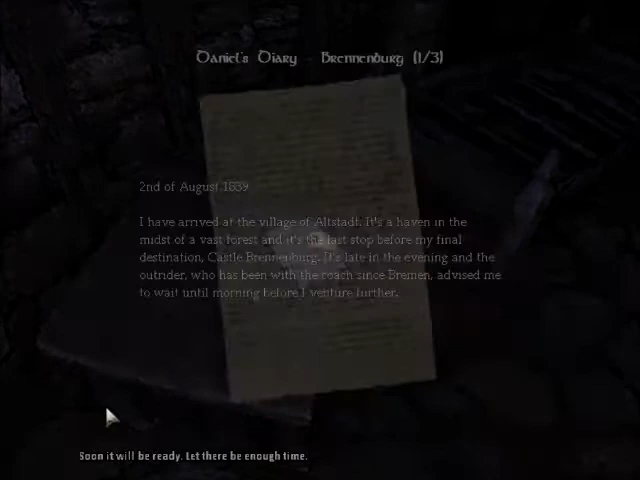 Daniel's Diary - Brennenburg (1/3)
2nd of August 1839
I have arrived at the village of Altstadt. It's a haven in the
midst of a vast forest and it's the last stop before my final
destination, Castle Brennenburg. It's late in the evening and the
outrider, who has been with the coach since Bremen, advised me
to wait until morning before I venture further.
Soon it will be ready. Let there be enough time.